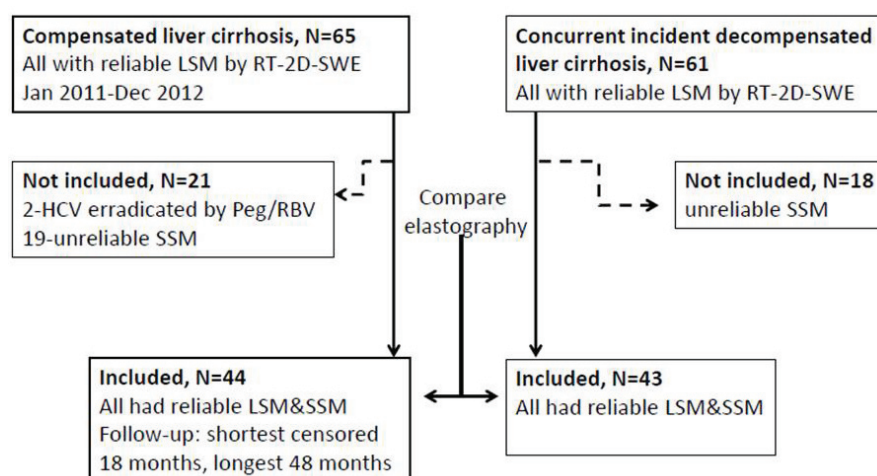 Compensated liver cirrhosis, N=65
All with reliable LSM by RT-2D-SWE
Jan 2011-Dec 2012
Concurrent incident decompensated
liver cirrhosis, N=61
All with reliable LSM by RT-2D-SWE
Not included, N=21
2-HCV erradicated by Peg/RBV
19-unreliable SSM
Compare
elastography
Not included, N=18
unreliable SSM
Included, N=44
All had reliable LSM&SSM
Follow-up: shortest censored
18 months, longest 48 months
Included, N=43
All had reliable LSM&SSM